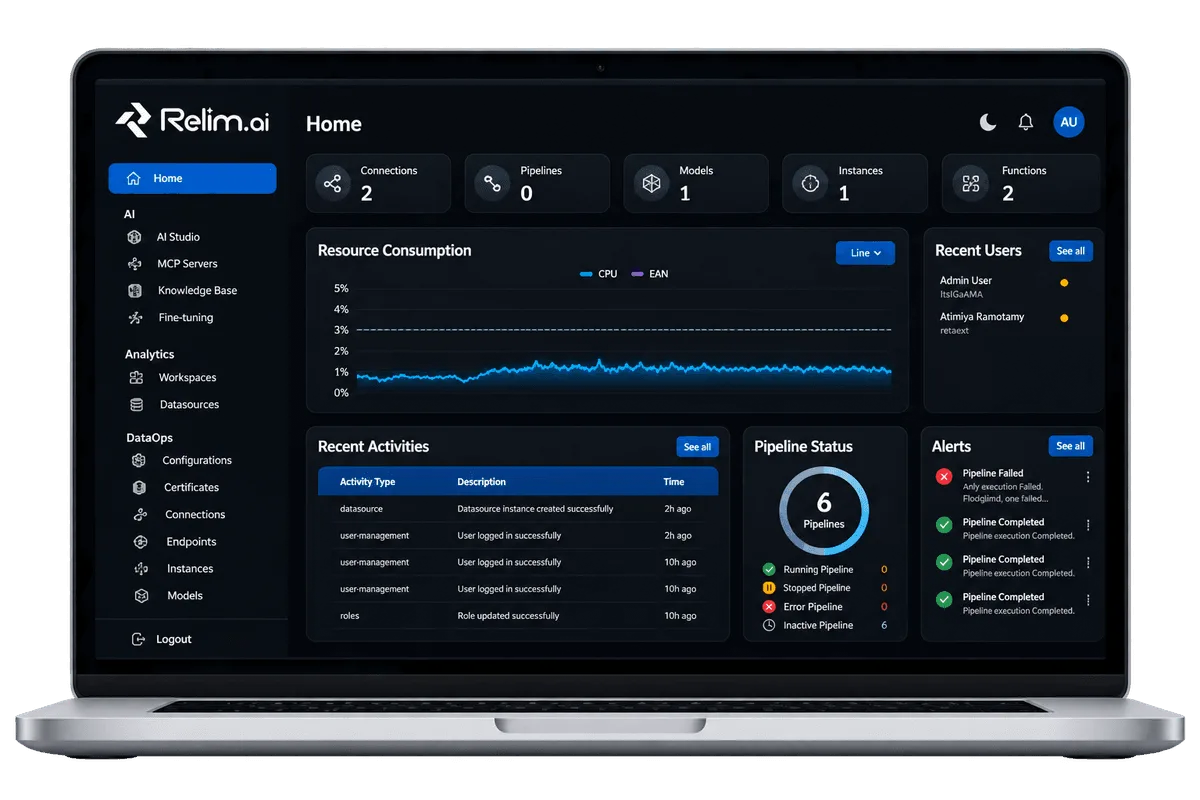 Relim.ai
Home
AU
Home
AI
AI Studio
MCP Servers
Knowledge Base
Fine-tuning
Analytics
Workspaces
Datasources
DataOps
Configurations
Certificates
Connections
Endpoints
Instances
Models
Logout
Connections
2
Pipelines
0
Models
1
Instances
1
Functions
2
Resource Consumption
Line
CPU EAN
5%
4%
3%
2%
1%
0%
Recent Users
See all
Admin User
ItsIGaAMA
Atimiya Ramotamy
retaext
Recent Activities
See all
Activity Type Description Time
datasource Datasource instance created successfully 2h ago
user-management User logged in successfully 2h ago
user-management User logged in successfully 10h ago
user-management User logged in successfully 10h ago
roles Role updated successfully 10h ago
Pipeline Status
6
Pipelines
Running Pipeline 0
Stopped Pipeline 0
Error Pipeline 0
Inactive Pipeline 6
Alerts
See all
Pipeline Failed
Anly execution Failed.
Flodglimd, one failed...
Pipeline Completed
Pipeline execution Completed.
Pipeline Completed
Pipeline execution Completed.
Pipeline Completed
Pipeline execution Completed.